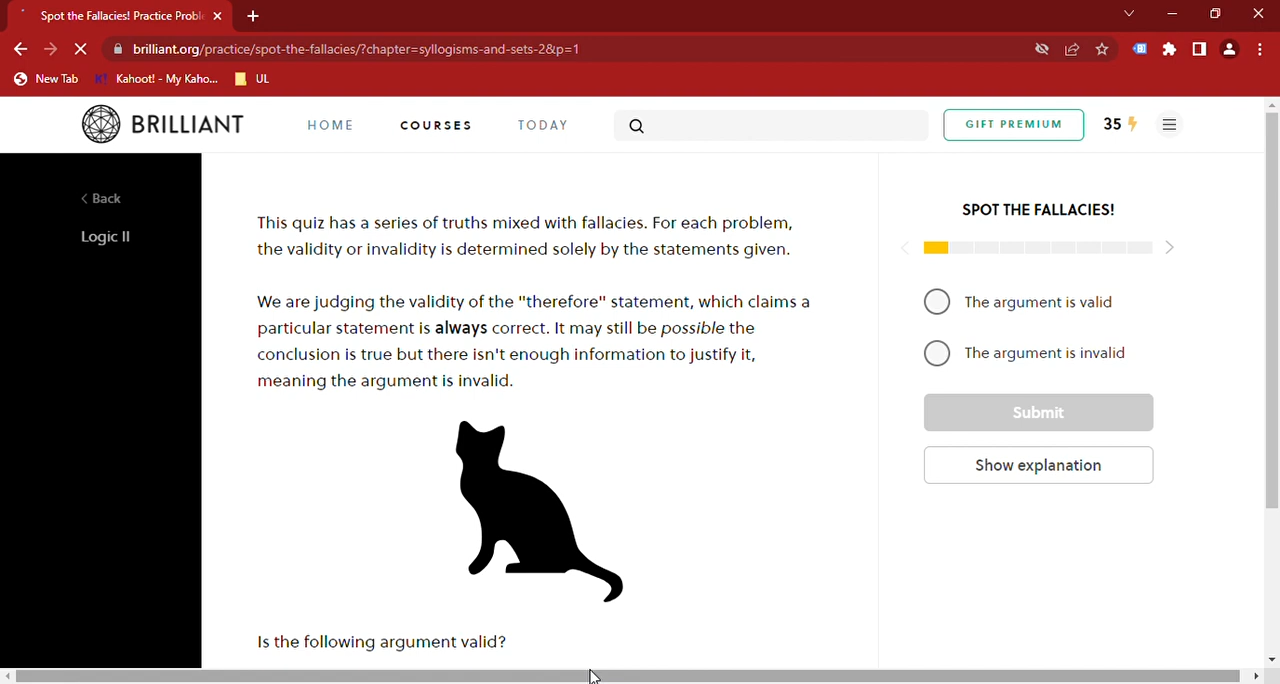 Spot the Fallacies! Practice Proble
brilliant.org/practice/spot-the-fallacies/?chapter=syllogisms-and-sets-2&p=1
New Tab K! Kahoot! - My Kaho... UL
BRILLIANT HOME COURSES TODAY GIFT PREMIUM 35
< Back
Logic II
This quiz has a series of truths mixed with fallacies. For each problem,
the validity or invalidity is determined solely by the statements given.
We are judging the validity of the "therefore" statement, which claims a
particular statement is always correct. It may still be possible the
conclusion is true but there isn't enough information to justify it,
meaning the argument is invalid.
Is the following argument valid?
SPOT THE FALLACIES!
The argument is valid
The argument is invalid
Submit
Show explanation